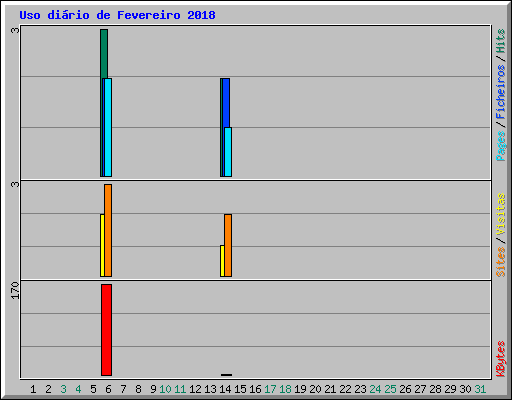 Uso diário de Fevereiro 2018
3
3
170
Pages / Ficheiros / Hits
Sites / Visitas
KBytes
1 2 3 4 5 6 7 8 9 10 11 12 13 14 15 16 17 18 19 20 21 22 23 24 25 26 27 28 29 30 31